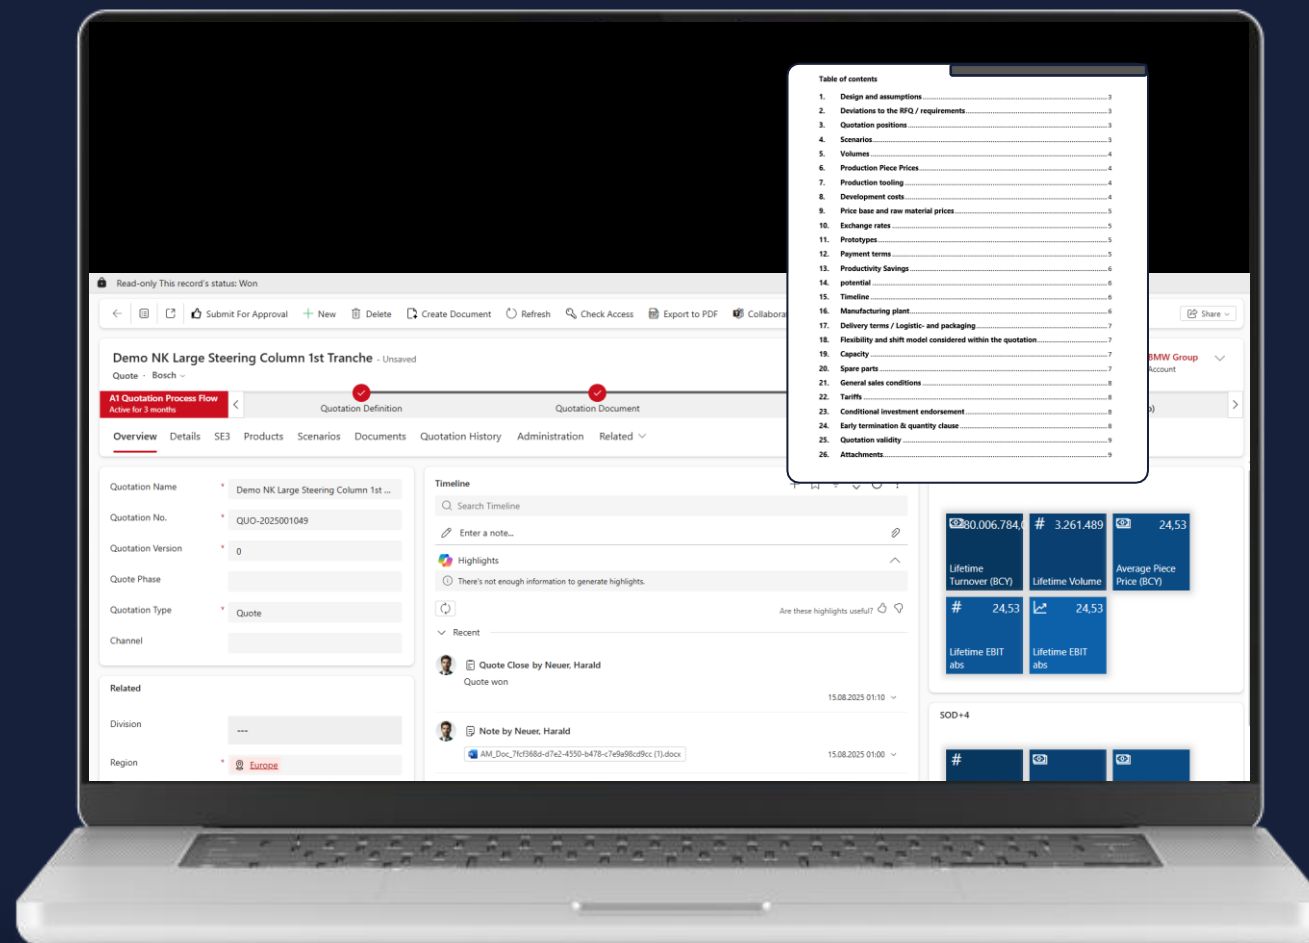 Table of contents
1. Design and assumptions 3
2. Deviations to the RFQ / requirements 3
3. Quotation positions 3
4. Scenarios 3
5. Volumes 4
6. Production Piece Prices 4
7. Production tooling 4
8. Development costs 4
9. Price base and raw material prices 5
10. Exchange rates 5
11. Prototypes 5
12. Payment terms 5
13. Productivity Savings 6
14. potential 6
15. Timeline 6
16. Manufacturing plant 6
17. Delivery terms / Logistic- and packaging 7
18. Flexibility and shift model considered within the quotation 7
19. Capacity 7
20. Spare parts 7
21. General sales conditions 8
22. Tariffs 8
23. Conditional investment endorsement 8
24. Early termination & quantity clause 8
25. Quotation validity 9
26. Attachments 9
Read-only This record's status: Won
Submit For Approval New Delete Create Document Refresh Check Access Export to PDF Collabora
Share
Demo NK Large Steering Column 1st Tranche - Unsaved
Quote · Bosch
BMW Group
Account
A1 Quotation Process Flow
Active for 3 months
Quotation Definition
Quotation Document
Overview Details SE3 Products Scenarios Documents Quotation History Administration Related
Quotation Name * Demo NK Large Steering Column 1st ...
Quotation No. * QUO-2025001049
Quotation Version * 0
Quote Phase
Quotation Type * Quote
Channel
Related
Division ---
Region * Europe
Timeline
Search Timeline
Enter a note...
Highlights
There's not enough information to generate highlights.
Are these highlights useful?
Recent
Quote Close by Neuer, Harald
Quote won
15.08.2025 01:10
Note by Neuer, Harald
AM_Doc_7fcf368d-d7e2-4550-b478-c7e9a98cd9cc (1).docx
15.08.2025 01:00
80.006.784,0
Lifetime
Turnover (BCY)
# 3.261.489
Lifetime Volume
24,53
Average Piece
Price (BCY)
# 24,53
Lifetime EBIT
abs
24,53
Lifetime EBIT
abs
SOD+4
#